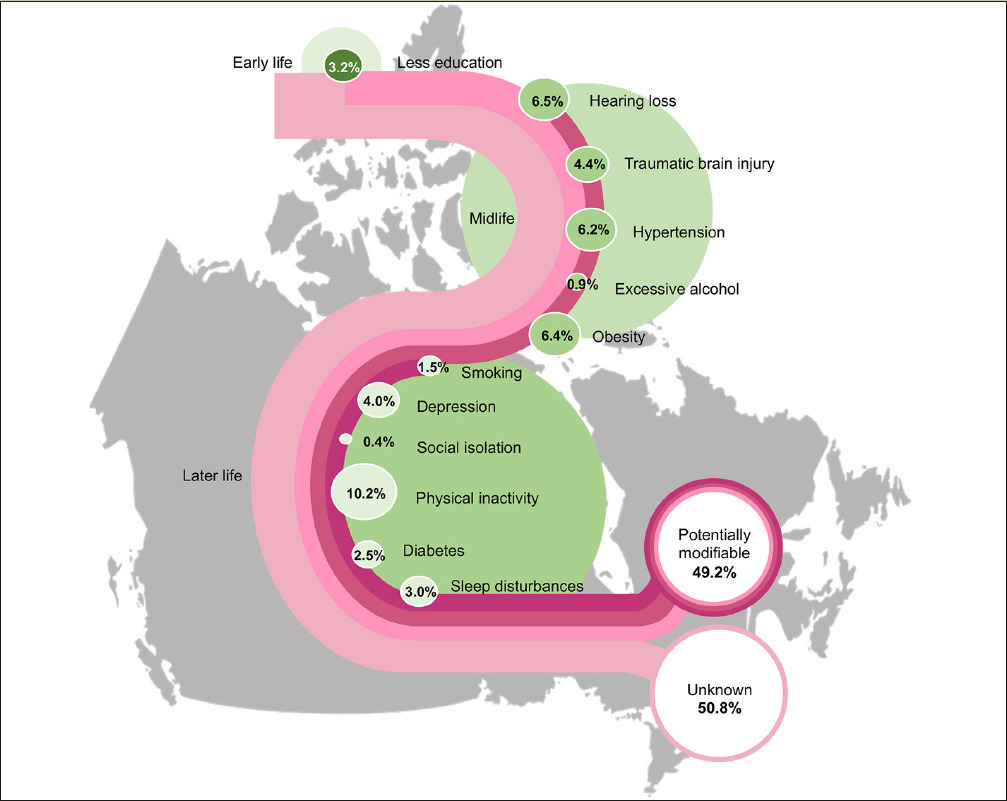 Early life
3.2%
Less education
6.5%
Hearing loss
4.4%
Traumatic brain injury
Midlife
6.2%
Hypertension
0.9%
Excessive alcohol
6.4%
Obesity
1.5%
Smoking
4.0%
Depression
0.4%
Social isolation
Later life
10.2%
Physical inactivity
2.5%
Diabetes
3.0%
Sleep disturbances
Potentially
modifiable
49.2%
Unknown
50.8%